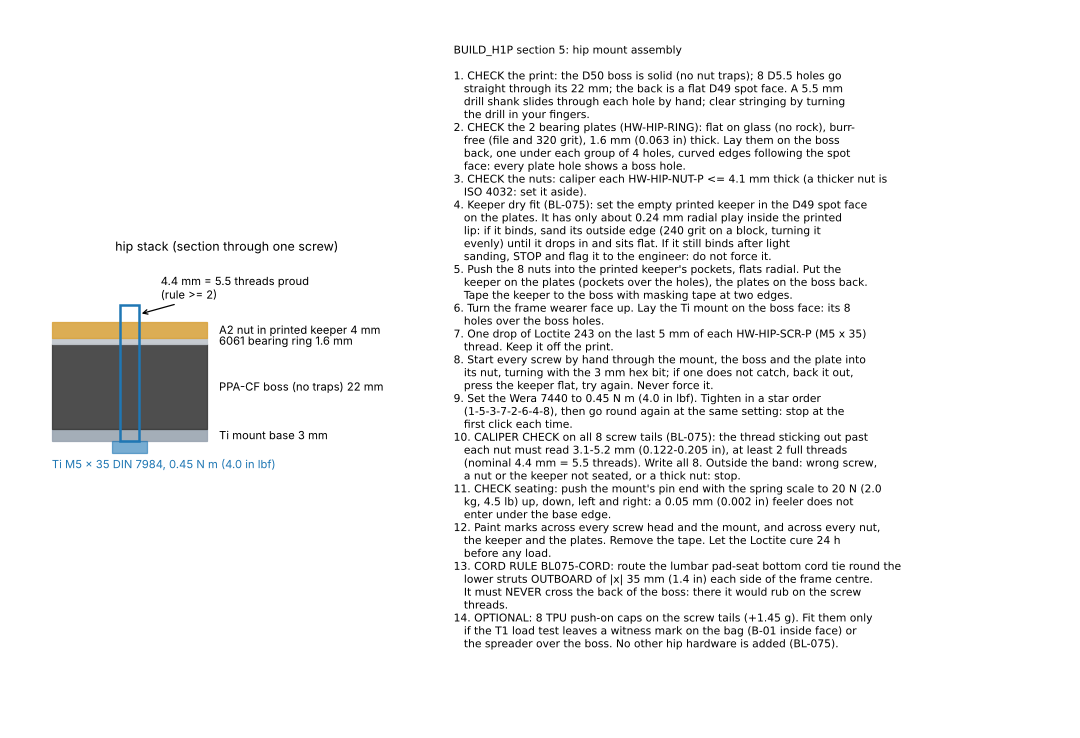 hip stack (section through one screw)
4.4 mm = 5.5 threads proud
(rule >= 2)
A2 nut in printed keeper 4 mm
6061 bearing ring 1.6 mm
PPA-CF boss (no traps) 22 mm
Ti mount base 3 mm
Ti M5 × 35 DIN 7984, 0.45 N m (4.0 in lbf)
BUILD_H1P section 5: hip mount assembly
1. CHECK the print: the D50 boss is solid (no nut traps); 8 D5.5 holes go
straight through its 22 mm; the back is a flat D49 spot face. A 5.5 mm
drill shank slides through each hole by hand; clear stringing by turning
the drill in your fingers.
2. CHECK the 2 bearing plates (HW-HIP-RING): flat on glass (no rock), burr-
free (file and 320 grit), 1.6 mm (0.063 in) thick. Lay them on the boss
back, one under each group of 4 holes, curved edges following the spot
face: every plate hole shows a boss hole.
3. CHECK the nuts: caliper each HW-HIP-NUT-P <= 4.1 mm thick (a thicker nut is
ISO 4032: set it aside).
4. Keeper dry fit (BL-075): set the empty printed keeper in the D49 spot face
on the plates. It has only about 0.24 mm radial play inside the printed
lip: if it binds, sand its outside edge (240 grit on a block, turning it
evenly) until it drops in and sits flat. If it still binds after light
sanding, STOP and flag it to the engineer: do not force it.
5. Push the 8 nuts into the printed keeper's pockets, flats radial. Put the
keeper on the plates (pockets over the holes), the plates on the boss back.
Tape the keeper to the boss with masking tape at two edges.
6. Turn the frame wearer face up. Lay the Ti mount on the boss face: its 8
holes over the boss holes.
7. One drop of Loctite 243 on the last 5 mm of each HW-HIP-SCR-P (M5 x 35)
thread. Keep it off the print.
8. Start every screw by hand through the mount, the boss and the plate into
its nut, turning with the 3 mm hex bit; if one does not catch, back it out,
press the keeper flat, try again. Never force it.
9. Set the Wera 7440 to 0.45 N m (4.0 in lbf). Tighten in a star order
(1-5-3-7-2-6-4-8), then go round again at the same setting: stop at the
first click each time.
10. CALIPER CHECK on all 8 screw tails (BL-075): the thread sticking out past
each nut must read 3.1-5.2 mm (0.122-0.205 in), at least 2 full threads
(nominal 4.4 mm = 5.5 threads). Write all 8. Outside the band: wrong screw,
a nut or the keeper not seated, or a thick nut: stop.
11. CHECK seating: push the mount's pin end with the spring scale to 20 N (2.0
kg, 4.5 lb) up, down, left and right: a 0.05 mm (0.002 in) feeler does not
enter under the base edge.
12. Paint marks across every screw head and the mount, and across every nut,
the keeper and the plates. Remove the tape. Let the Loctite cure 24 h
before any load.
13. CORD RULE BL075-CORD: route the lumbar pad-seat bottom cord tie round the
lower struts OUTBOARD of |x| 35 mm (1.4 in) each side of the frame centre.
It must NEVER cross the back of the boss: there it would rub on the screw
threads.
14. OPTIONAL: 8 TPU push-on caps on the screw tails (+1.45 g). Fit them only
if the T1 load test leaves a witness mark on the bag (B-01 inside face) or
the spreader over the boss. No other hip hardware is added (BL-075).